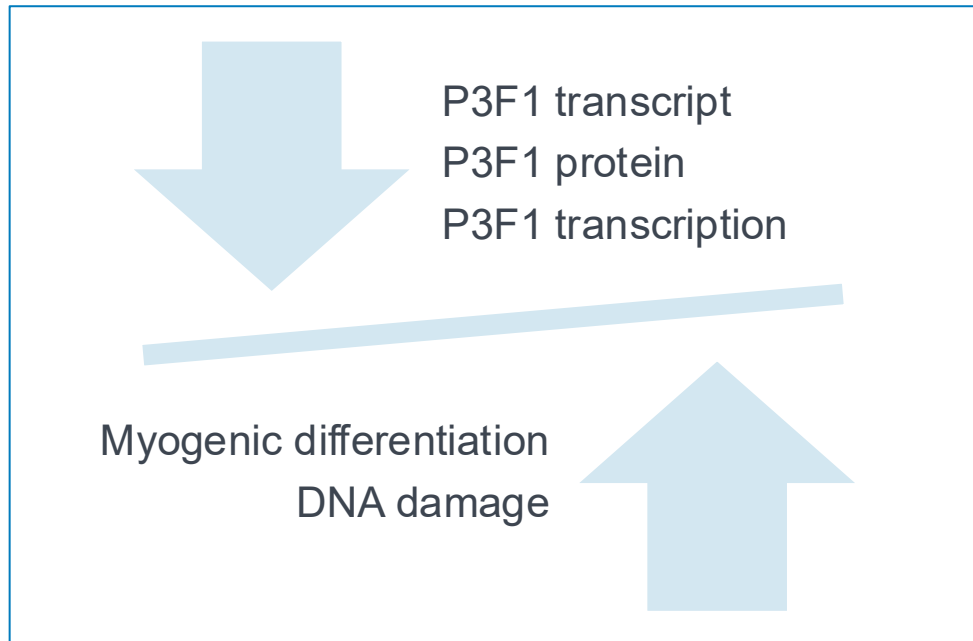 P3F1 transcript
P3F1 protein
P3F1 transcription
Myogenic differentiation
DNA damage